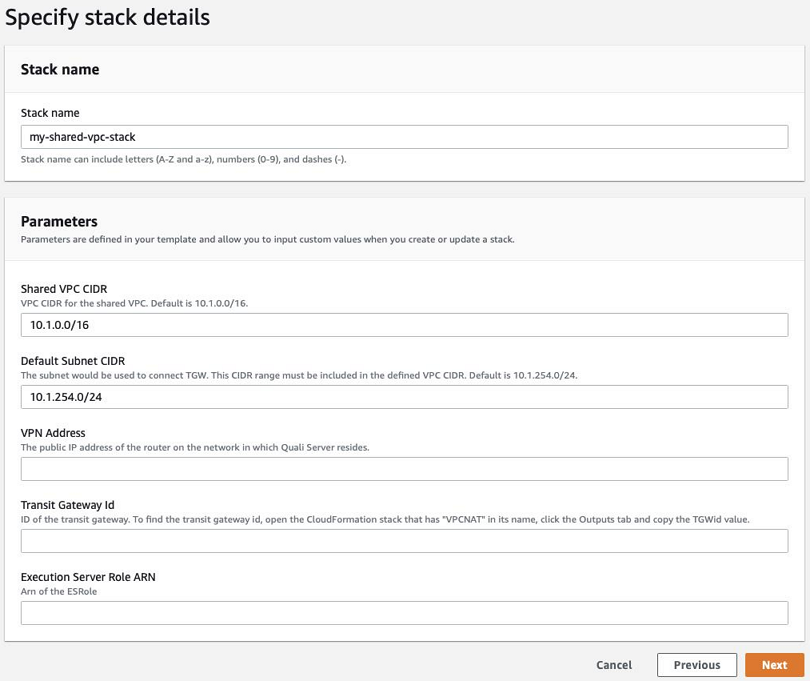 Specify stack details
Stack name
Stack name
my-shared-vpc-stack
Stack name can include letters (A-Z and a-z), numbers (0-9), and dashes (-).
Parameters
Parameters are defined in your template and allow you to input custom values when you create or update a stack.
Shared VPC CIDR
VPC CIDR for the shared VPC. Default is 10.1.0.0/16.
10.1.0.0/16
Default Subnet CIDR
The subnet would be used to connect TGW. This CIDR range must be included in the defined VPC CIDR. Default is 10.1.254.0/24.
10.1.254.0/24
VPN Address
The public IP address of the router on the network in which Quali Server resides.
Transit Gateway Id
ID of the transit gateway. To find the transit gateway id, open the CloudFormation stack that has "VPCNAT" in its name, click the Outputs tab and copy the TGWid value.
Execution Server Role ARN
Arn of the ESRole
Cancel Previous Next